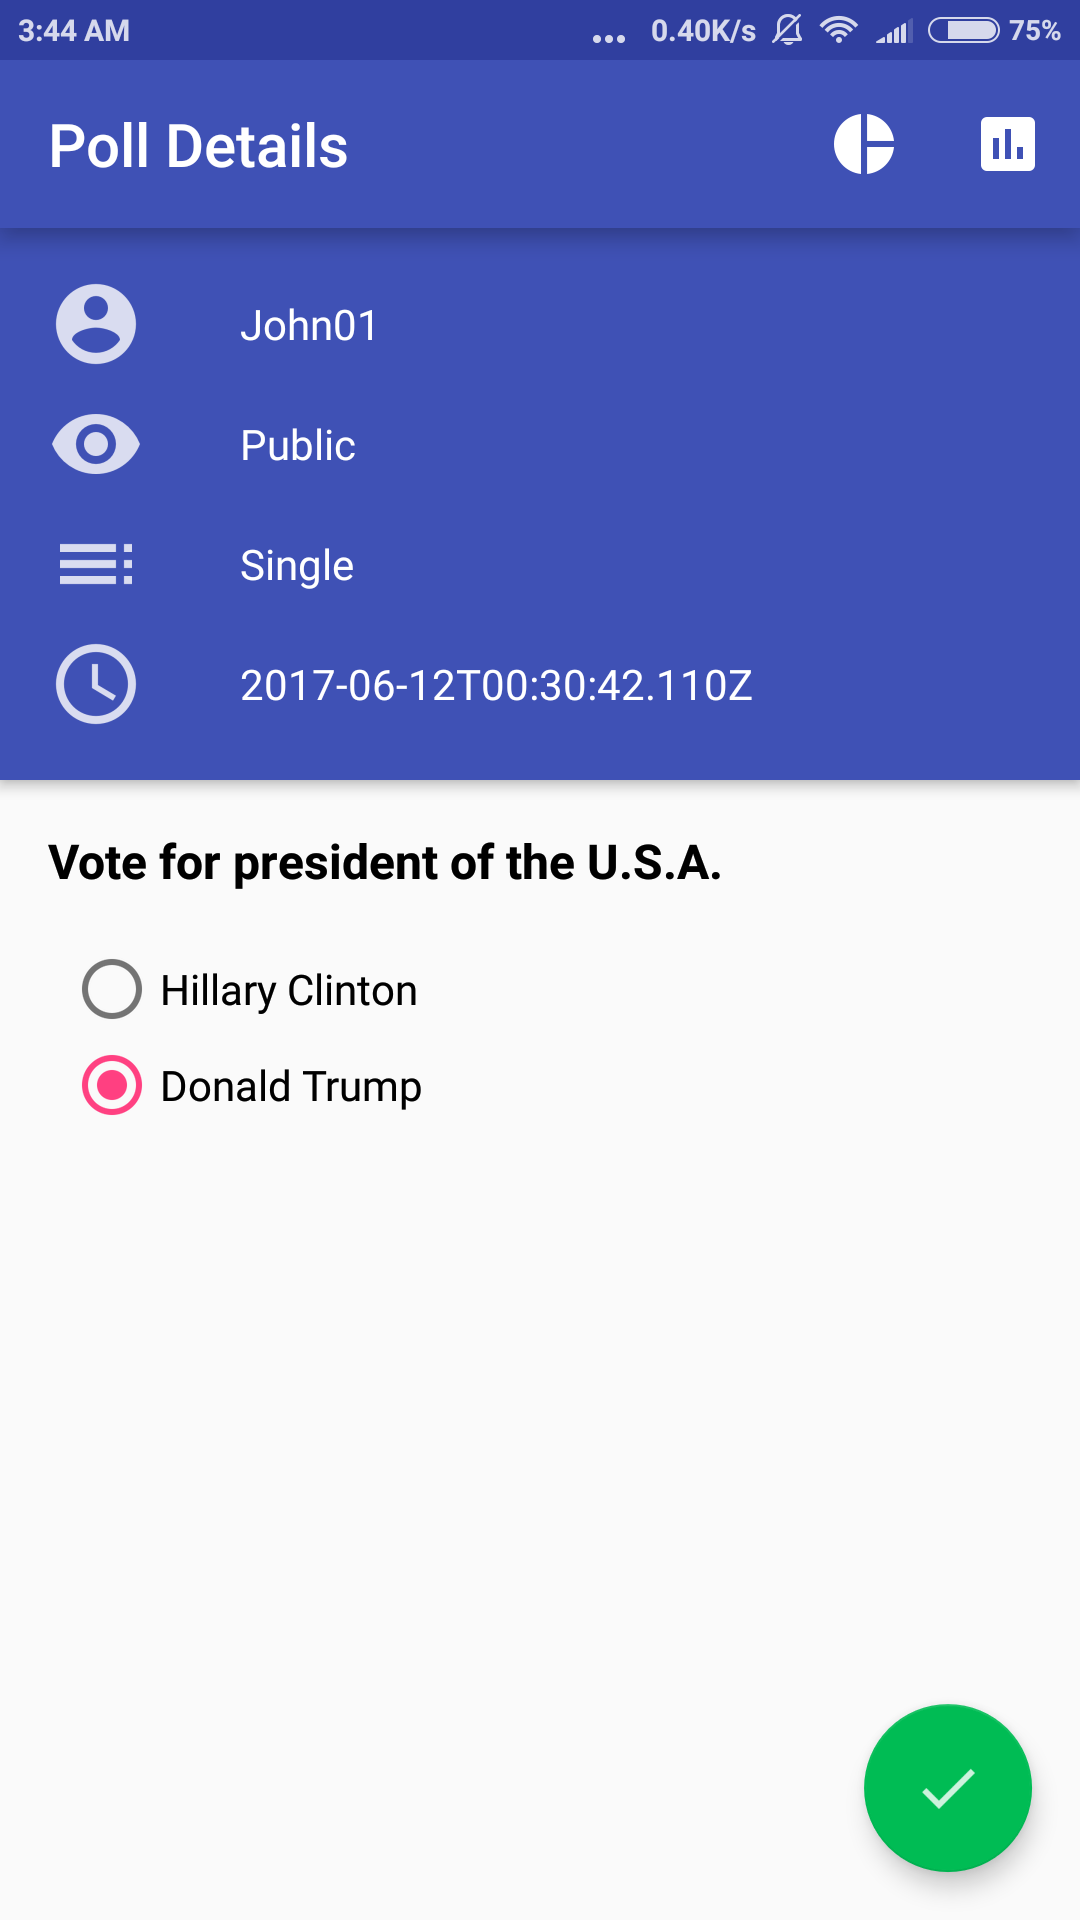 3:44 AM ... 0.40K/s 75%
Poll Details
John01
Public
Single
2017-06-12T00:30:42.110Z
Vote for president of the U.S.A.
Hillary Clinton
Donald Trump